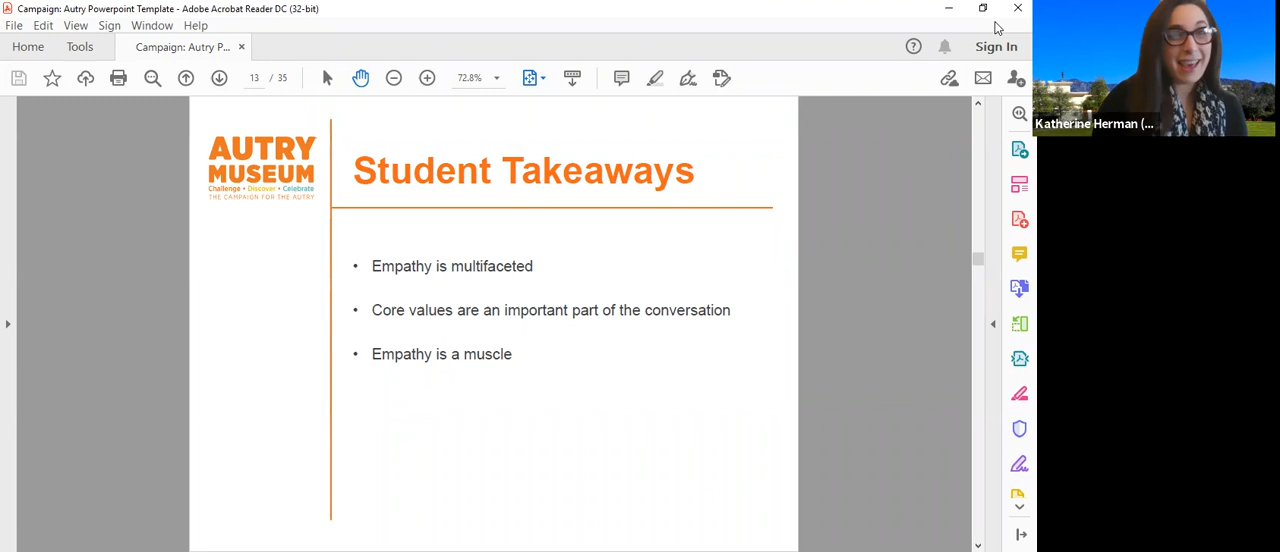 Campaign: Autry Powerpoint Template - Adobe Acrobat Reader DC (32-bit)
File Edit View Sign Window Help
Home Tools Campaign: Autry P... × Sign In
13 / 35 72.8%
Katherine Herman (...
AUTRY
MUSEUM
Challenge • Discover • Celebrate
THE CAMPAIGN FOR THE AUTRY
Student Takeaways
• Empathy is multifaceted
• Core values are an important part of the conversation
• Empathy is a muscle